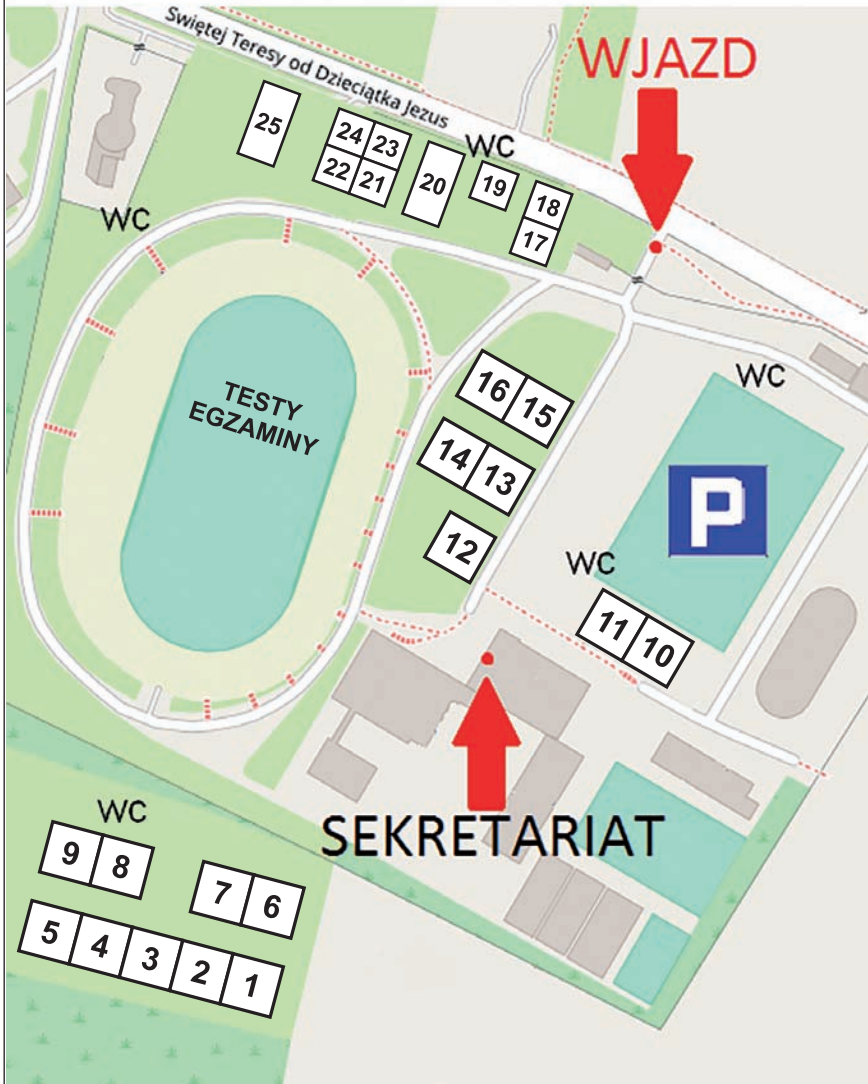 Swiętej Teresy od Dzieciątka Jezus
WJAZD
WC
25
24 23
22 21
20
19
18
17
WC
16 15
14 13
12
TESTY
EGZAMINY
WC
P
WC
11 10
SEKRETARIAT
WC
9 8
7 6
5 4 3 2 1